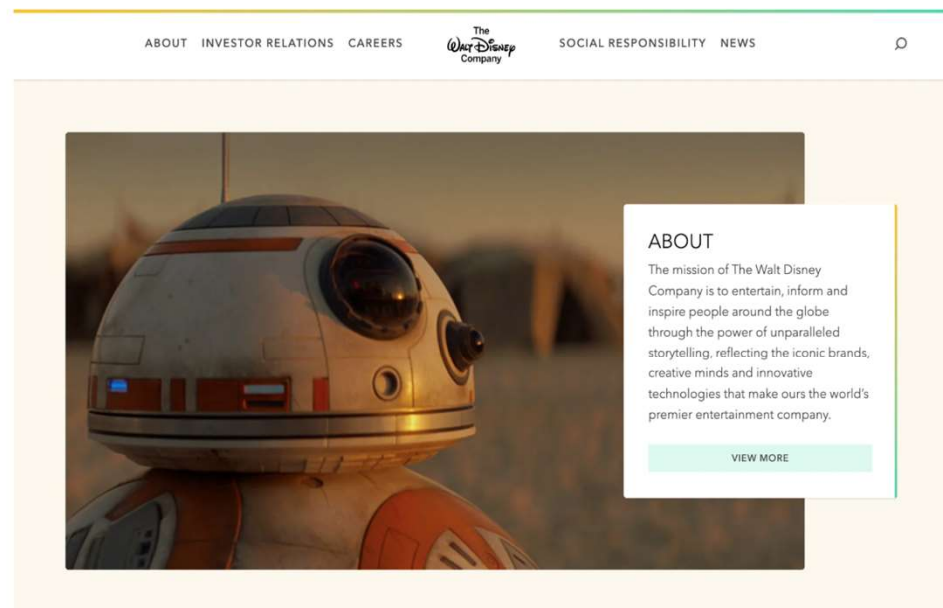 ABOUT INVESTOR RELATIONS CAREERS
The
WALT DISNEY
Company
SOCIAL RESPONSIBILITY NEWS
ABOUT
The mission of The Walt Disney
Company is to entertain, inform and
inspire people around the globe
through the power of unparalleled
storytelling, reflecting the iconic brands,
creative minds and innovative
technologies that make ours the world's
premier entertainment company.
VIEW MORE